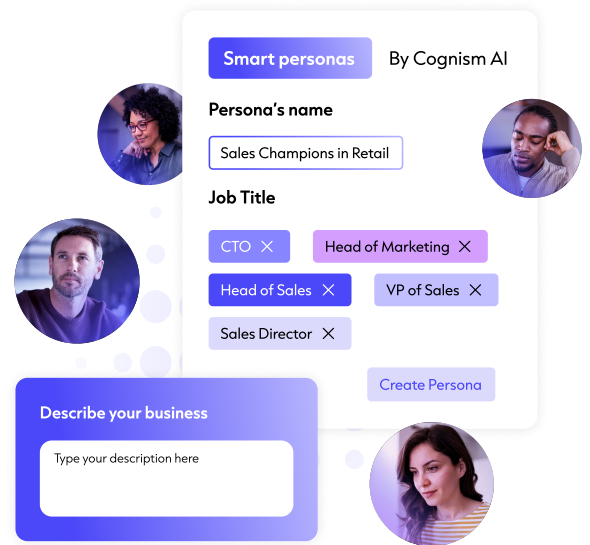 Smart personas By Cognism AI
Persona's name
Sales Champions in Retail
Job Title
CTO Head of Marketing
Head of Sales VP of Sales
Sales Director
Create Persona
Describe your business
Type your description here